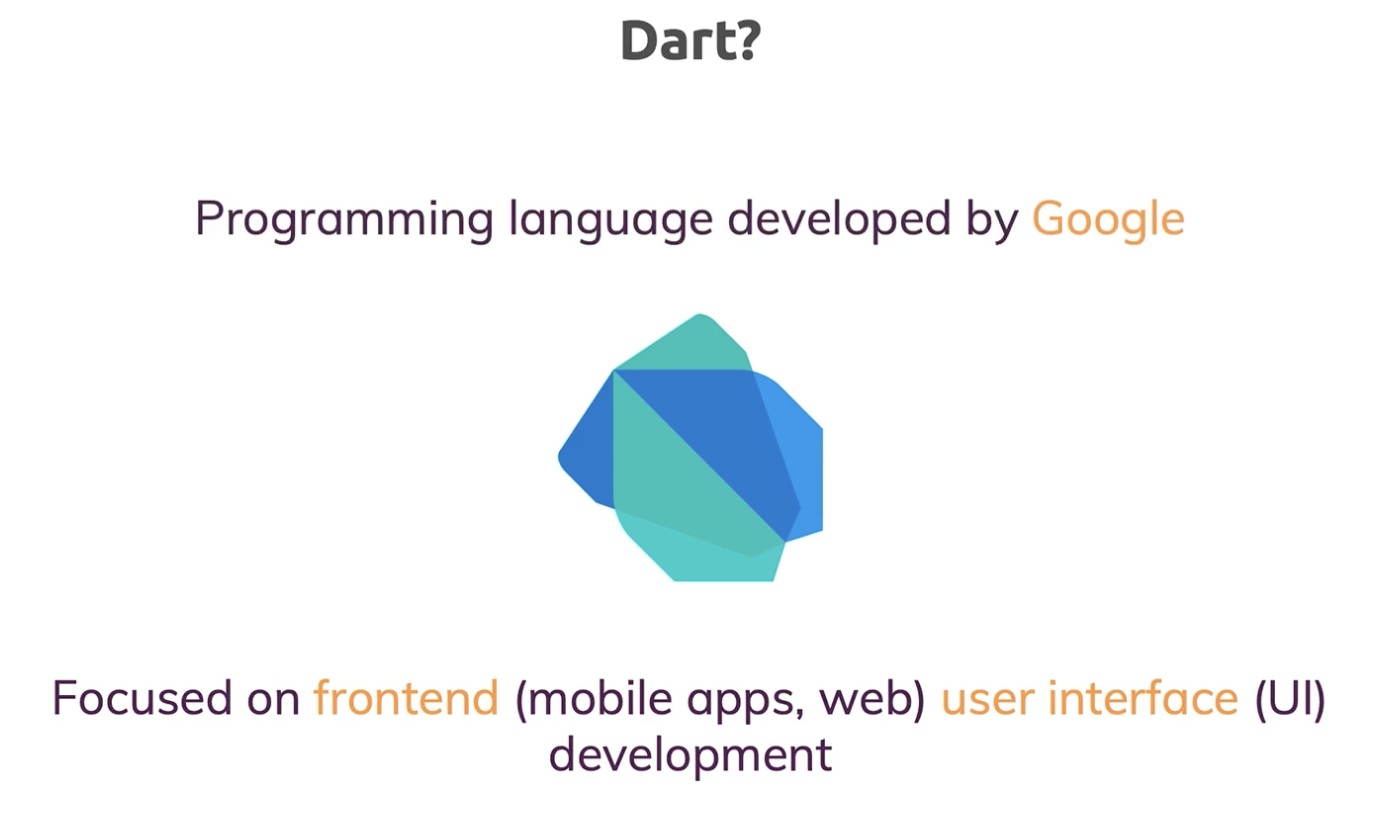 Dart?
Programming language developed by Google
Focused on frontend (mobile apps, web) user interface (UI)
development